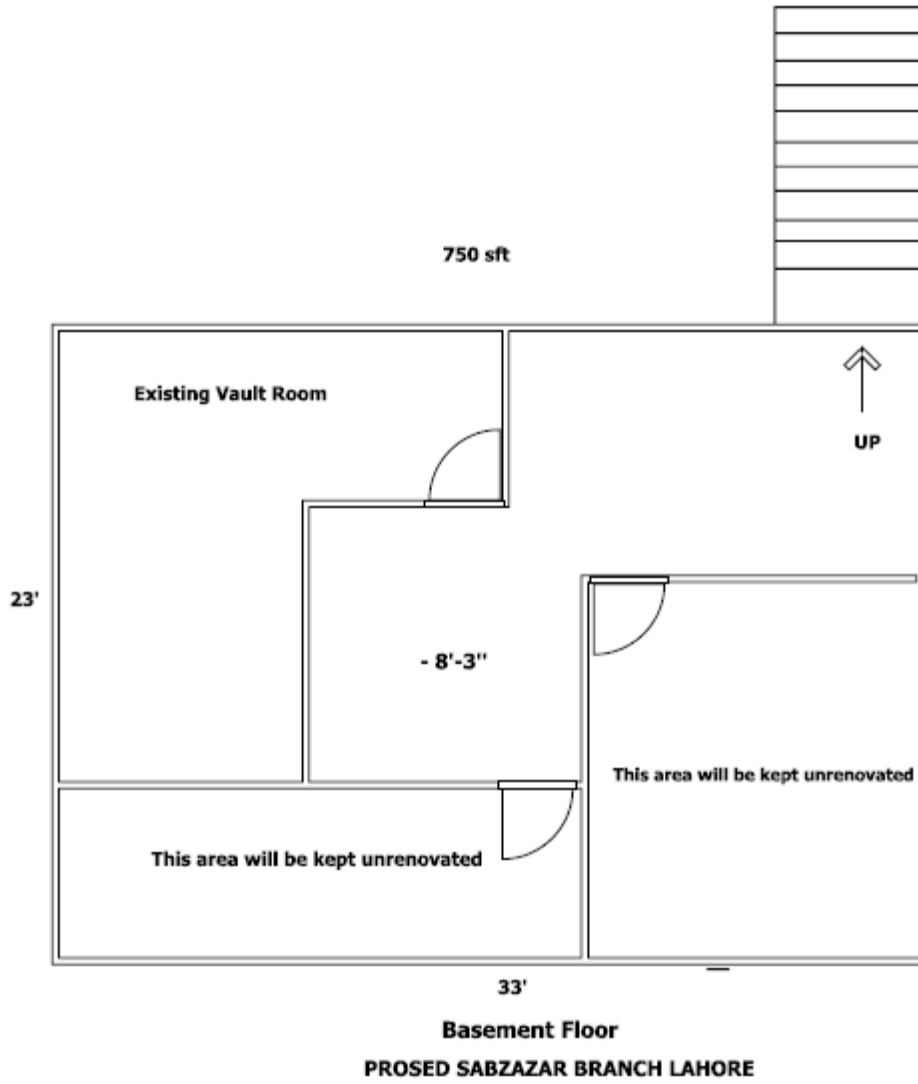 750 sft
Existing Vault Room
UP
23'
- 8'-3"
This area will be kept unrenovated
This area will be kept unrenovated
33'
Basement Floor
PROSED SABZAZAR BRANCH LAHORE